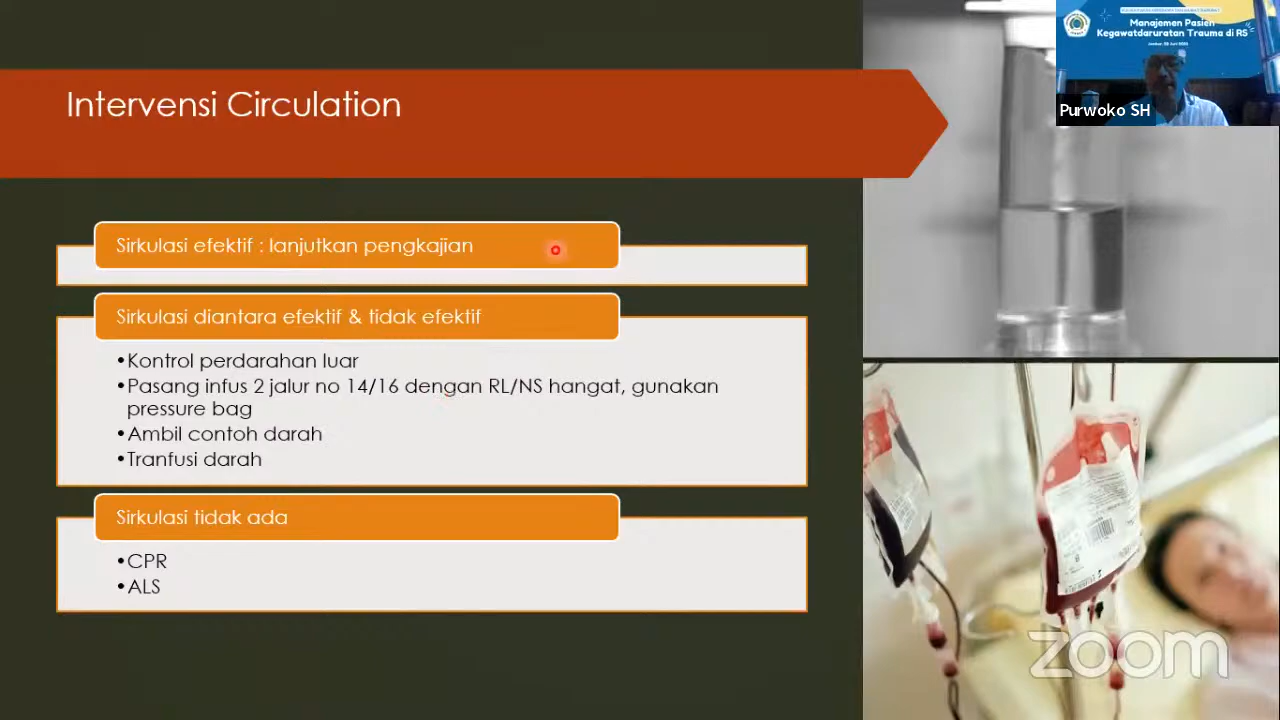 Manajemen Pasien
Kegawatdaruratan Trauma di RS
Purwoko SH
Intervensi Circulation
Sirkulasi efektif : lanjutkan pengkajian
Sirkulasi diantara efektif & tidak efektif
•Kontrol perdarahan luar
•Pasang infus 2 jalur no 14/16 dengan RL/NS hangat, gunakan
pressure bag
•Ambil contoh darah
•Tranfusi darah
Sirkulasi tidak ada
•CPR
•ALS
zoom